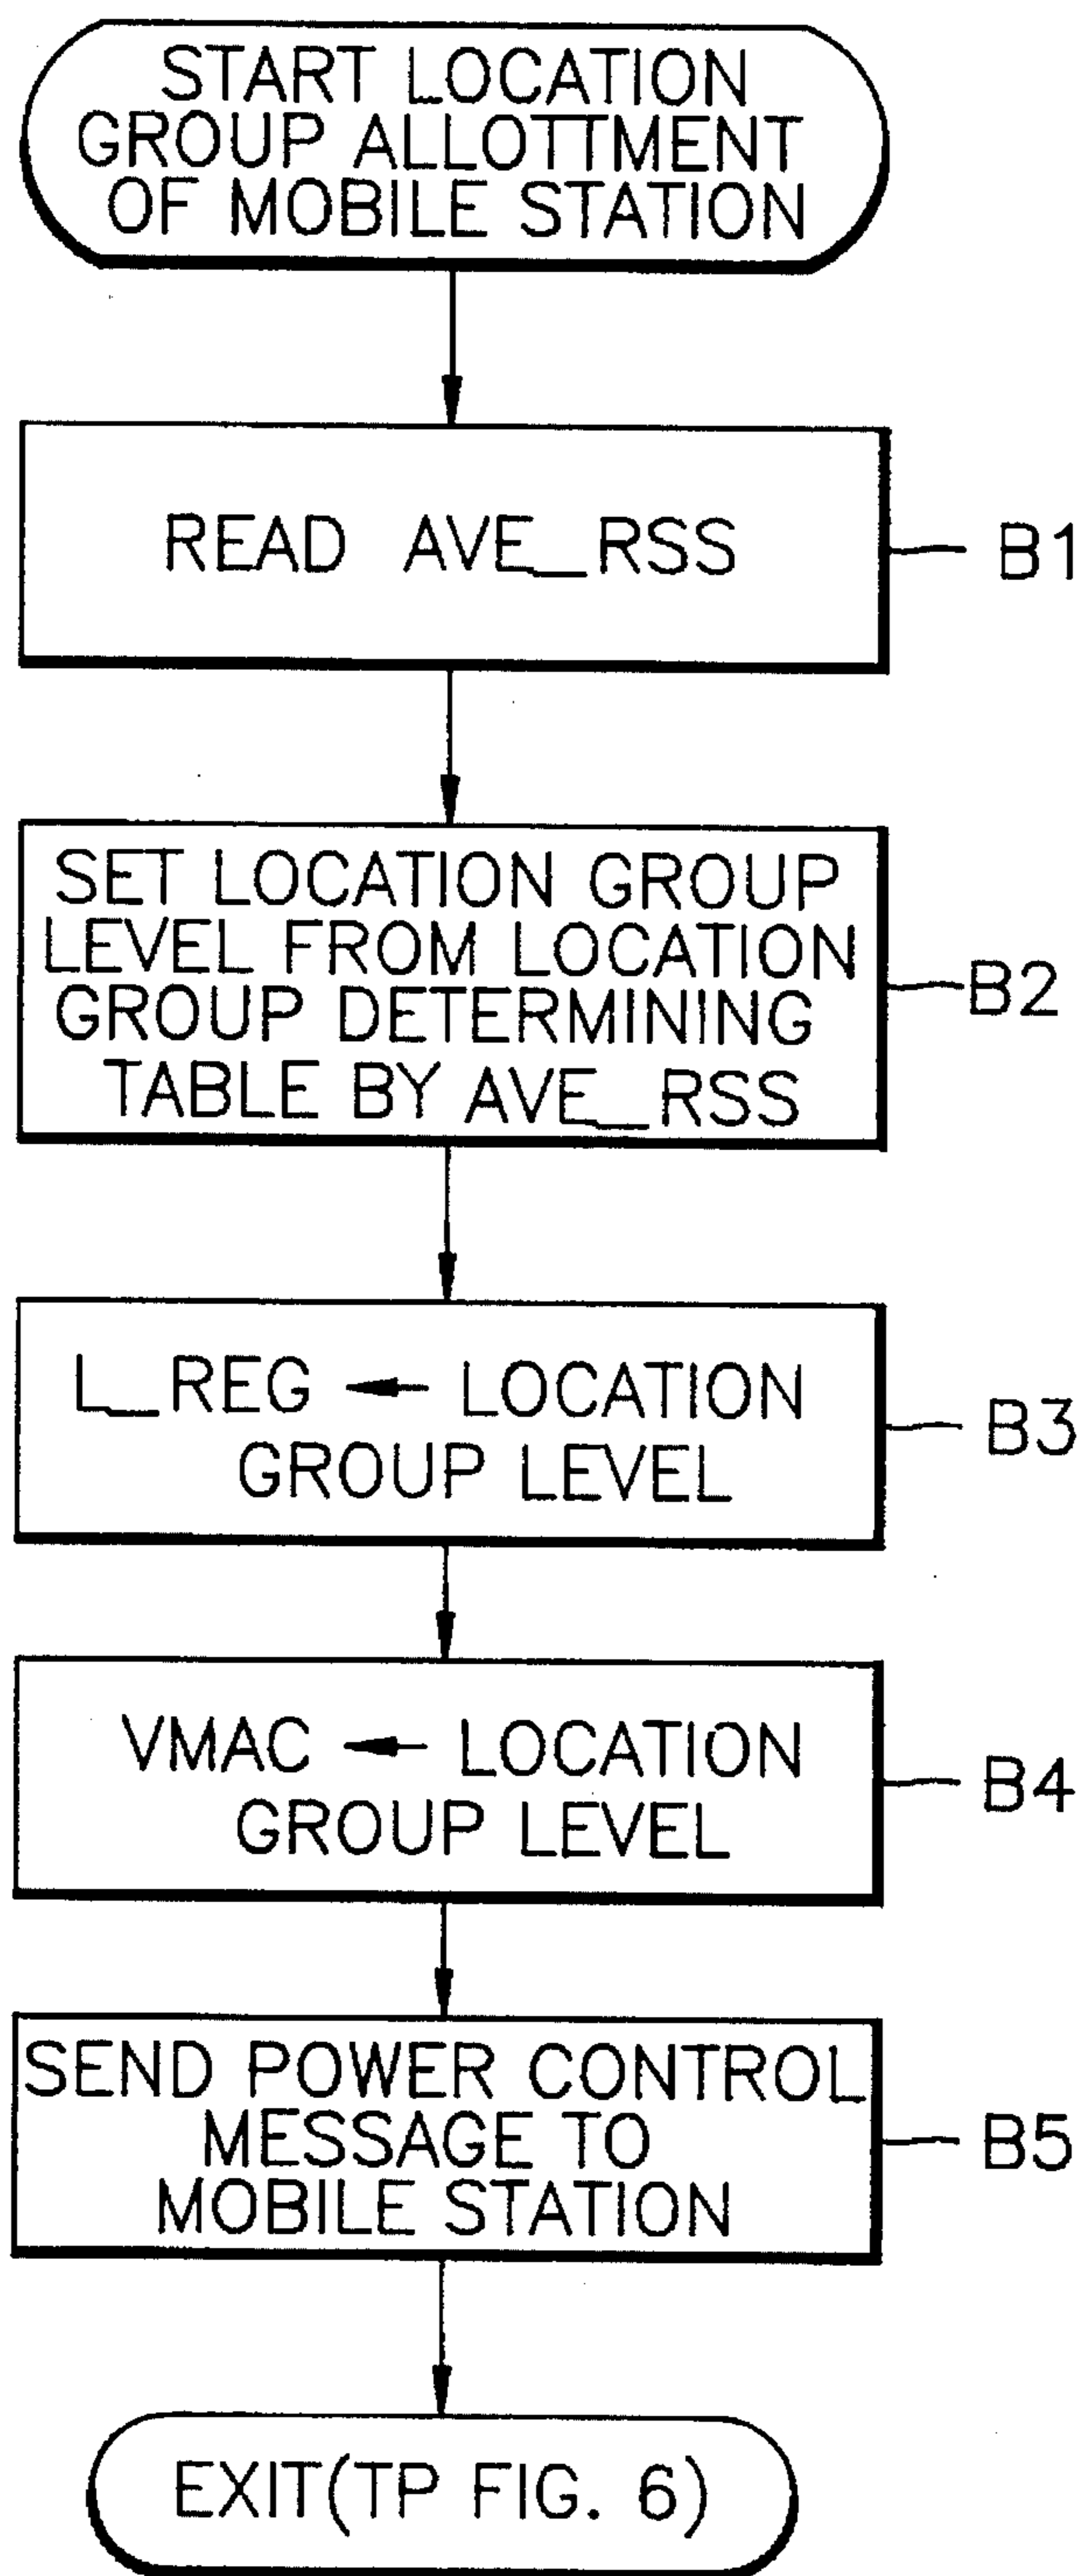 START LOCATION
GROUP ALLOTTMENT
OF MOBILE STATION
READ AVE_RSS
B1
SET LOCATION GROUP
LEVEL FROM LOCATION
GROUP DETERMINING
TABLE BY AVE_RSS
B2
L_REG ← LOCATION
GROUP LEVEL
B3
VMAC ← LOCATION
GROUP LEVEL
B4
SEND POWER CONTROL
MESSAGE TO
MOBILE STATION
B5
EXIT(TP FIG. 6)